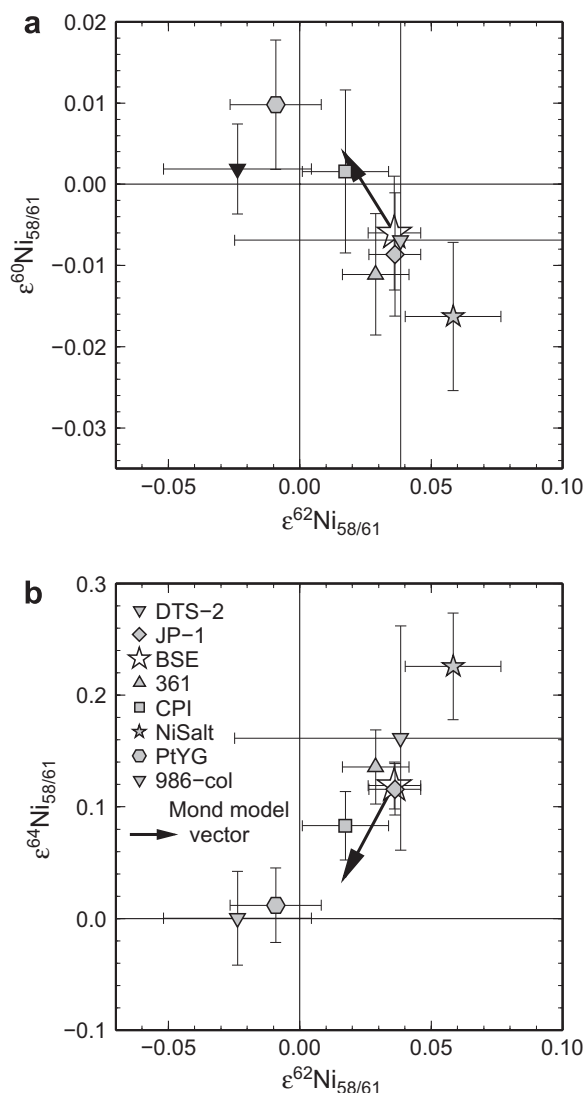 a
0.02
0.01
0.00
−0.01
−0.02
−0.03
ε60Ni58/61
−0.05
0.00
0.05
0.10
ε62Ni58/61
b
0.3
0.2
0.1
0.0
−0.1
ε64Ni58/61
DTS−2
JP−1
BSE
361
CPI
NiSalt
PtYG
986−col
Mond model
vector
−0.05
0.00
0.05
0.10
ε62Ni58/61